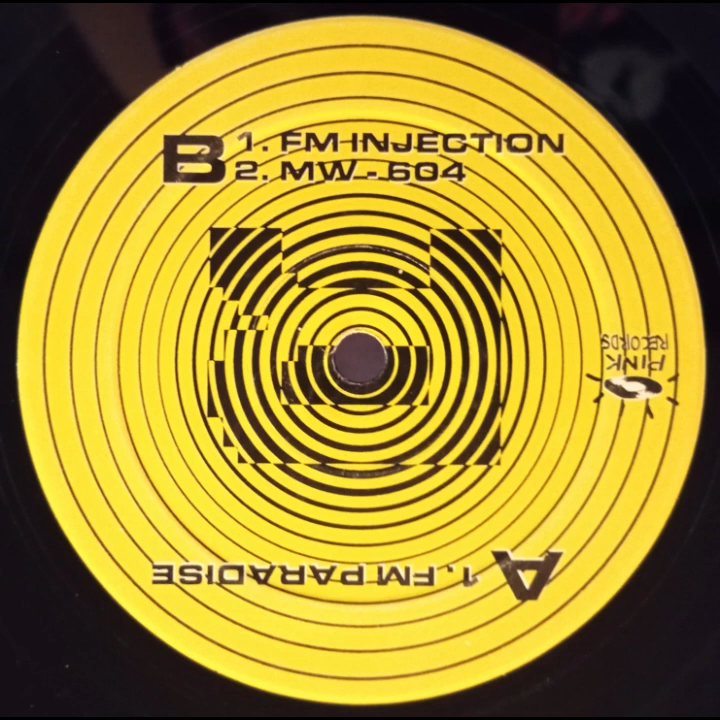 B 1. FM INJECTION
2. MW - 604
PINK
RECORDS
A 1. FM PARADISE